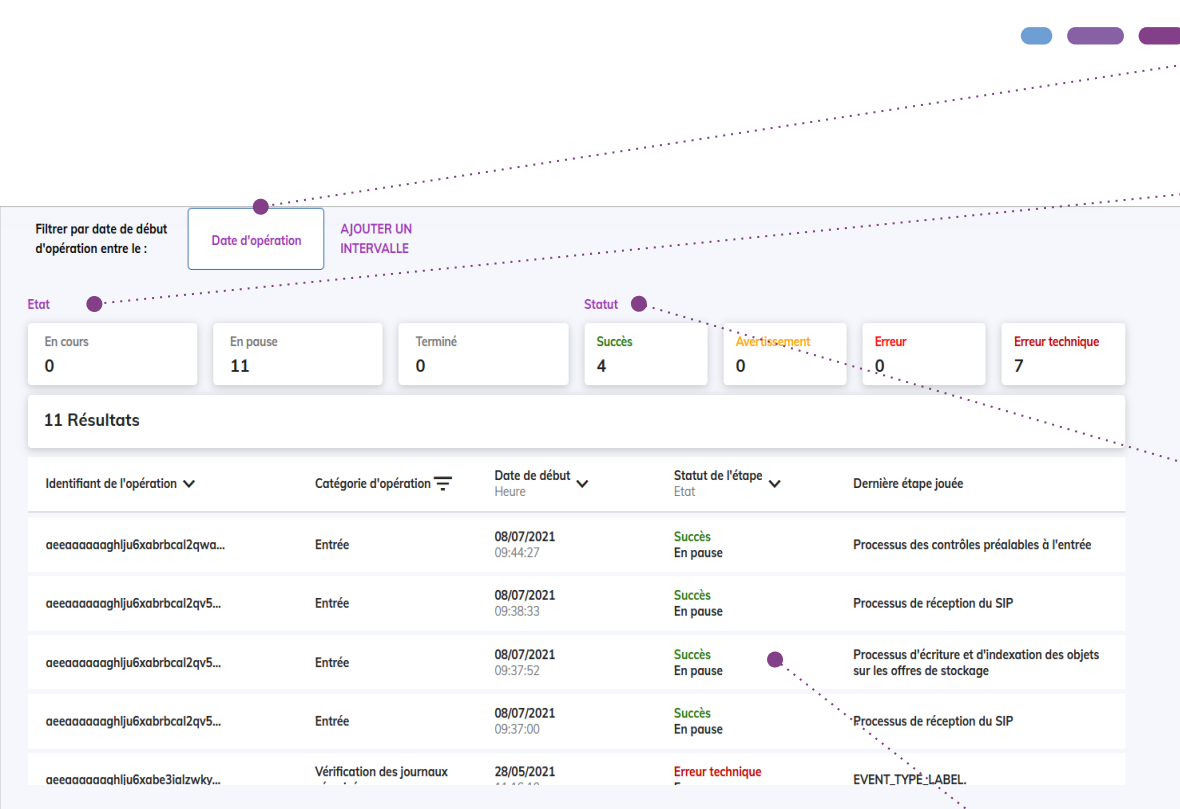 Filtrer par date de début
d'opération entre le :
Date d'opération
AJOUTER UN
INTERVALLE
Etat
Statut
En cours
0
En pause
11
Terminé
0
Succès
4
Avertissement
0
Erreur
0
Erreur technique
7
11 Résultats
Identifiant de l'opération
Catégorie d'opération
Date de début
Heure
Statut de l'étape
Etat
Dernière étape jouée
aeeaaaaaaghlju6xabrbcal2qwa...
Entrée
08/07/2021
09:44:27
Succès
En pause
Processus des contrôles préalables à l'entrée
aeeaaaaaaghlju6xabrbcal2qv5...
Entrée
08/07/2021
09:38:33
Succès
En pause
Processus de réception du SIP
aeeaaaaaaghlju6xabrbcal2qv5...
Entrée
08/07/2021
09:37:52
Succès
En pause
Processus d'écriture et d'indexation des objets
sur les offres de stockage
aeeaaaaaaghlju6xabrbcal2qv5...
Entrée
08/07/2021
09:37:00
Succès
En pause
Processus de réception du SIP
aeeaaaaaaghlju6xabe3ialzwky...
Vérification des journaux
28/05/2021
Erreur technique
EVENT_TYPE_LABEL.